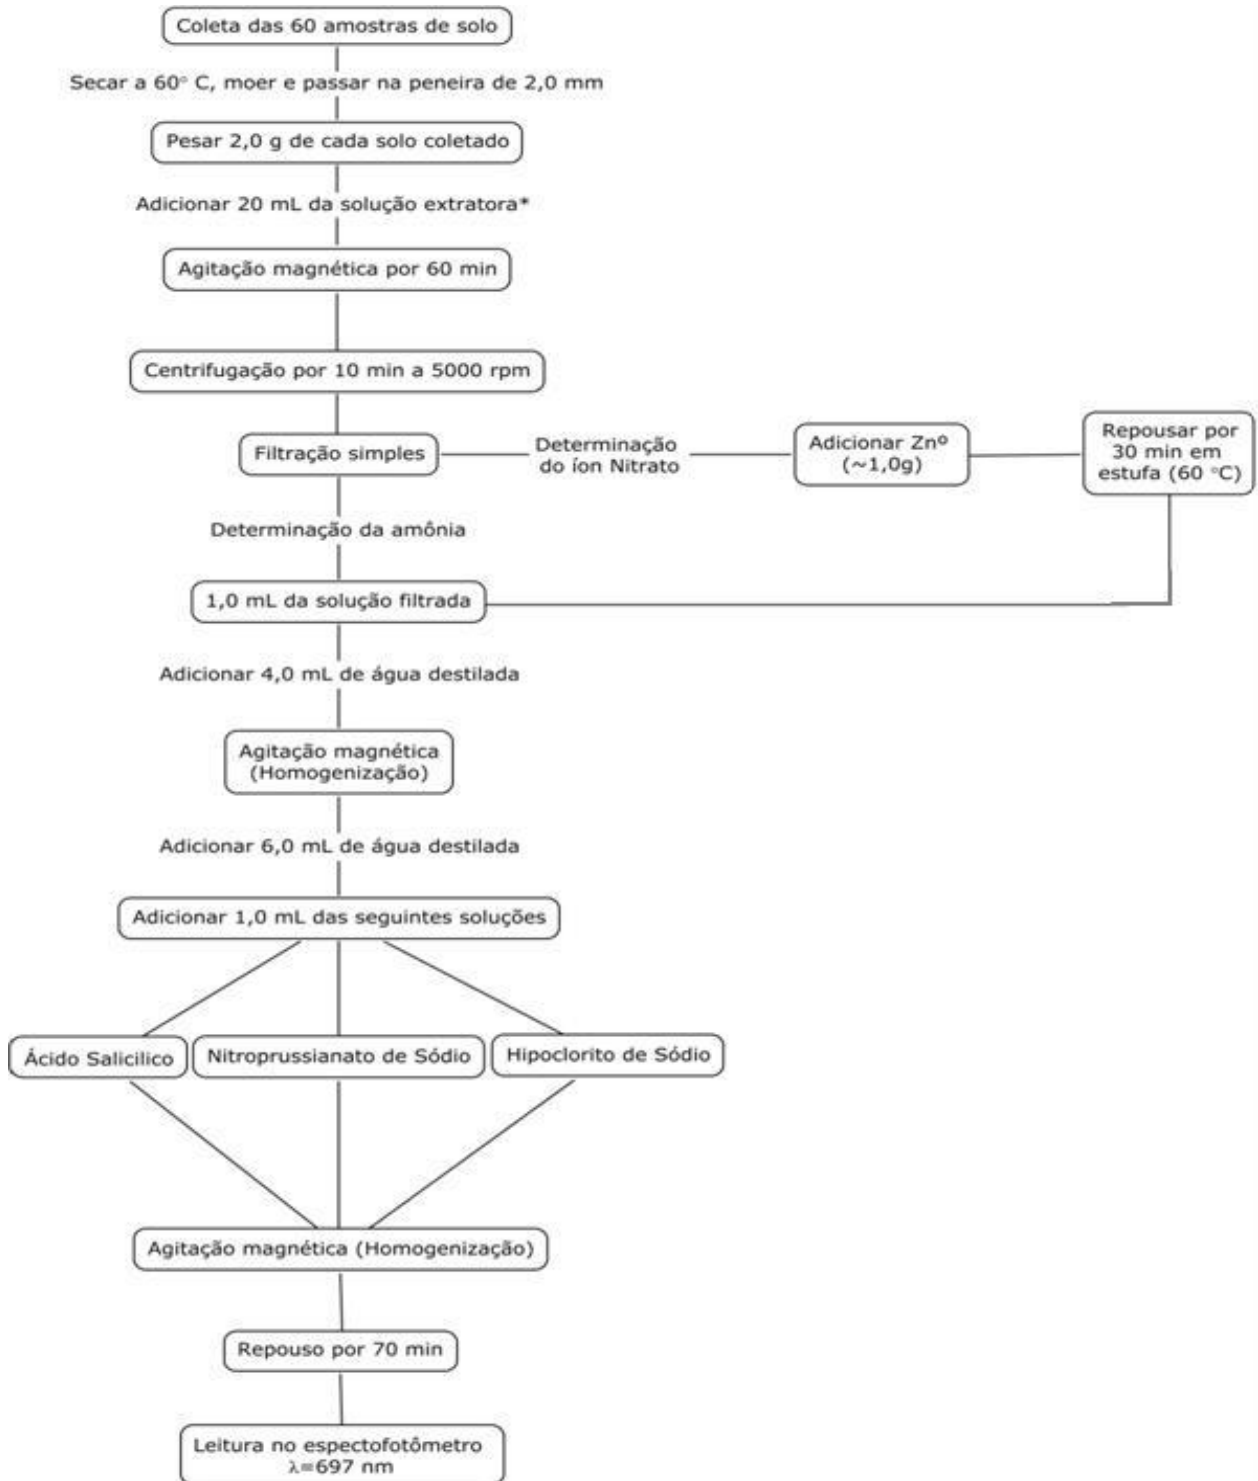 Coleta das 60 amostras de solo
Secar a 60° C, moer e passar na peneira de 2,0 mm
Pesar 2,0 g de cada solo coletado
Adicionar 20 mL da solução extratora*
Agitação magnética por 60 min
Centrifugação por 10 min a 5000 rpm
Filtração simples
Determinação
do íon Nitrato
Adicionar Znº
(~1,0g)
Repousar por
30 min em
estufa (60 °C)
Determinação da amônia
1,0 mL da solução filtrada
Adicionar 4,0 mL de água destilada
Agitação magnética
(Homogenização)
Adicionar 6,0 mL de água destilada
Adicionar 1,0 mL das seguintes soluções
Ácido Salicilico
Nitroprussianato de Sódio
Hipoclorito de Sódio
Agitação magnética (Homogenização)
Repouso por 70 min
Leitura no espectofotômetro
λ=697 nm